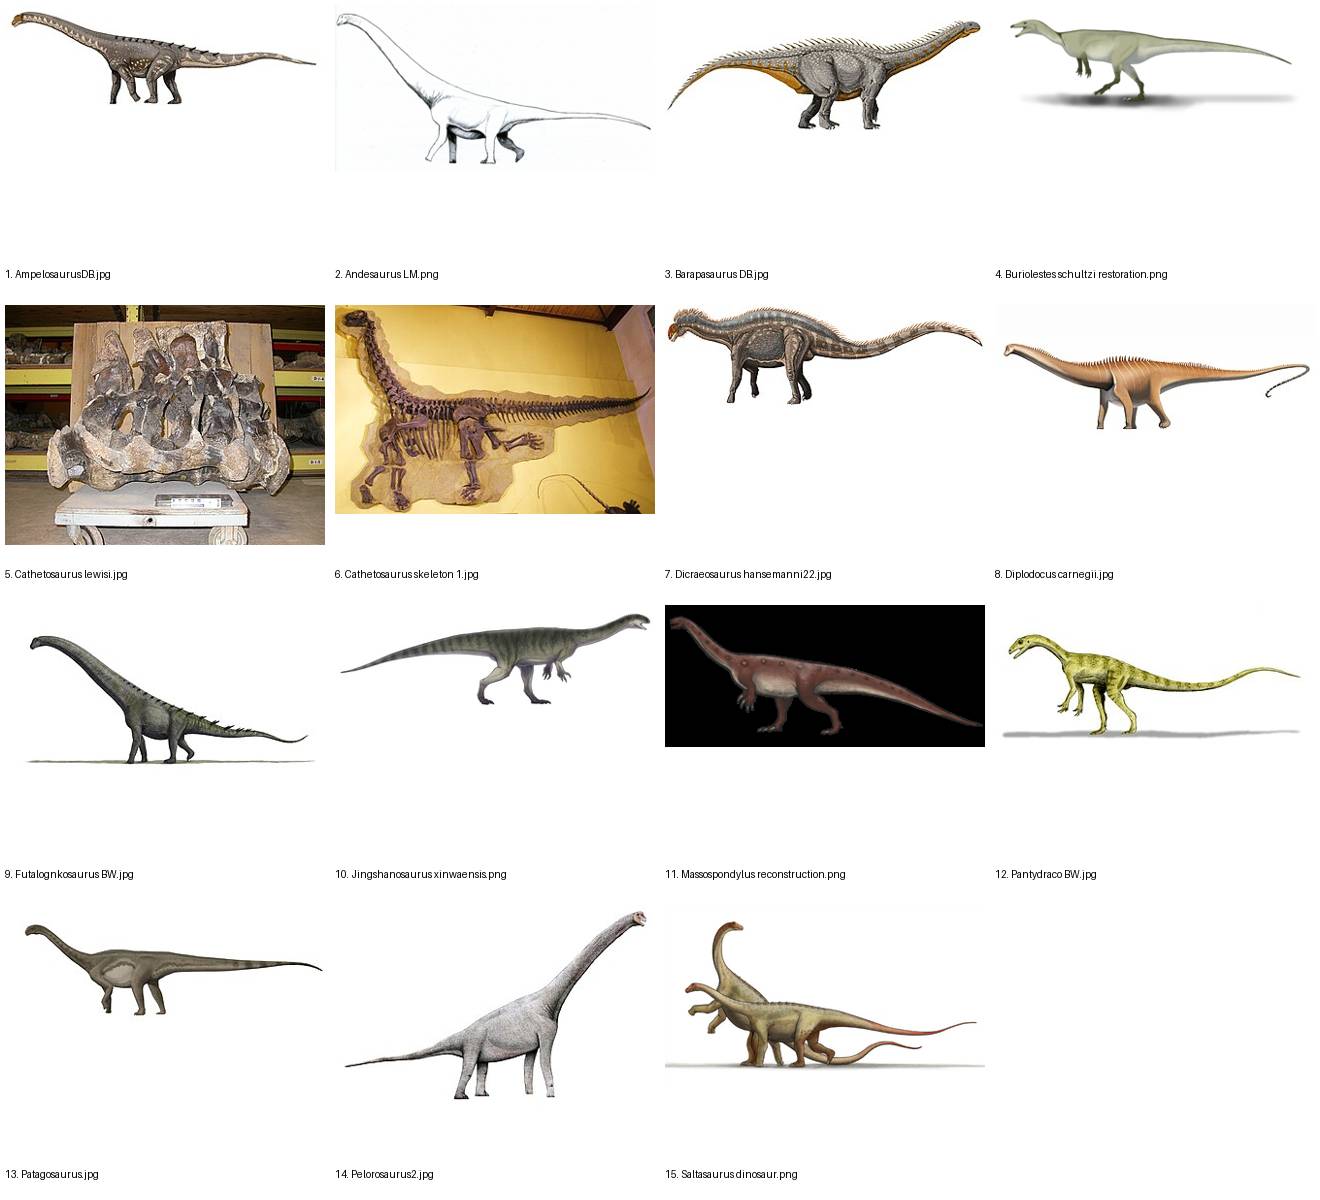 1. AmpelosaurusDB.jpg
2. Andesaurus LM.png
3. Barapasaurus DB.jpg
4. Buriolestes schultzi restoration.png
5. Cathetosaurus lewisi.jpg
6. Cathetosaurus skeleton 1.jpg
7. Dicraeosaurus hansemanni22.jpg
8. Diplodocus carnegii.jpg
9. Futalognkosaurus BW.jpg
10. Jingshanosaurus xinwaensis.png
11. Massospondylus reconstruction.png
12. Pantydraco BW.jpg
13. Patagosaurus.jpg
14. Pelorosaurus2.jpg
15. Saltasaurus dinosaur.png